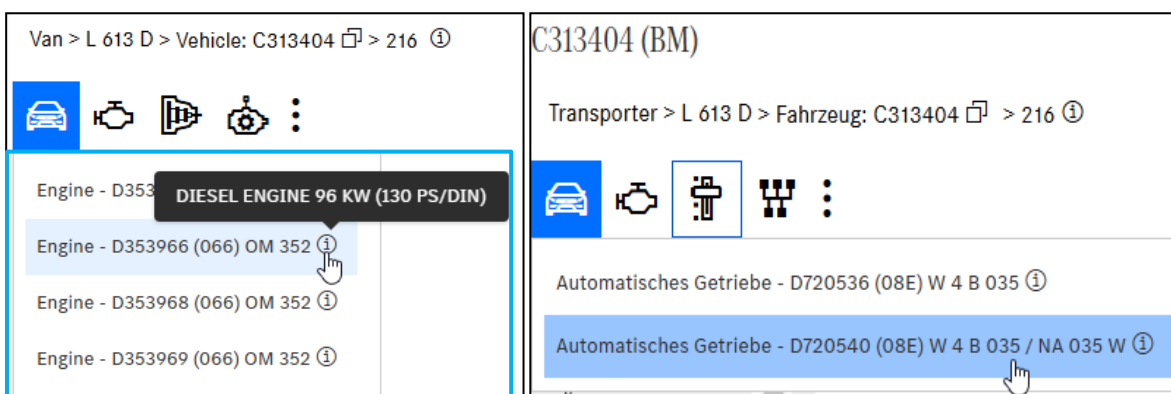 Van > L 613 D > Vehicle: C313404 > 216
Engine - D353
DIESEL ENGINE 96 KW (130 PS/DIN)
Engine - D353966 (066) OM 352
Engine - D353968 (066) OM 352
Engine - D353969 (066) OM 352
C313404 (BM)
Transporter > L 613 D > Fahrzeug: C313404 > 216
Automatisches Getriebe - D720536 (08E) W 4 B 035
Automatisches Getriebe - D720540 (08E) W 4 B 035 / NA 035 W